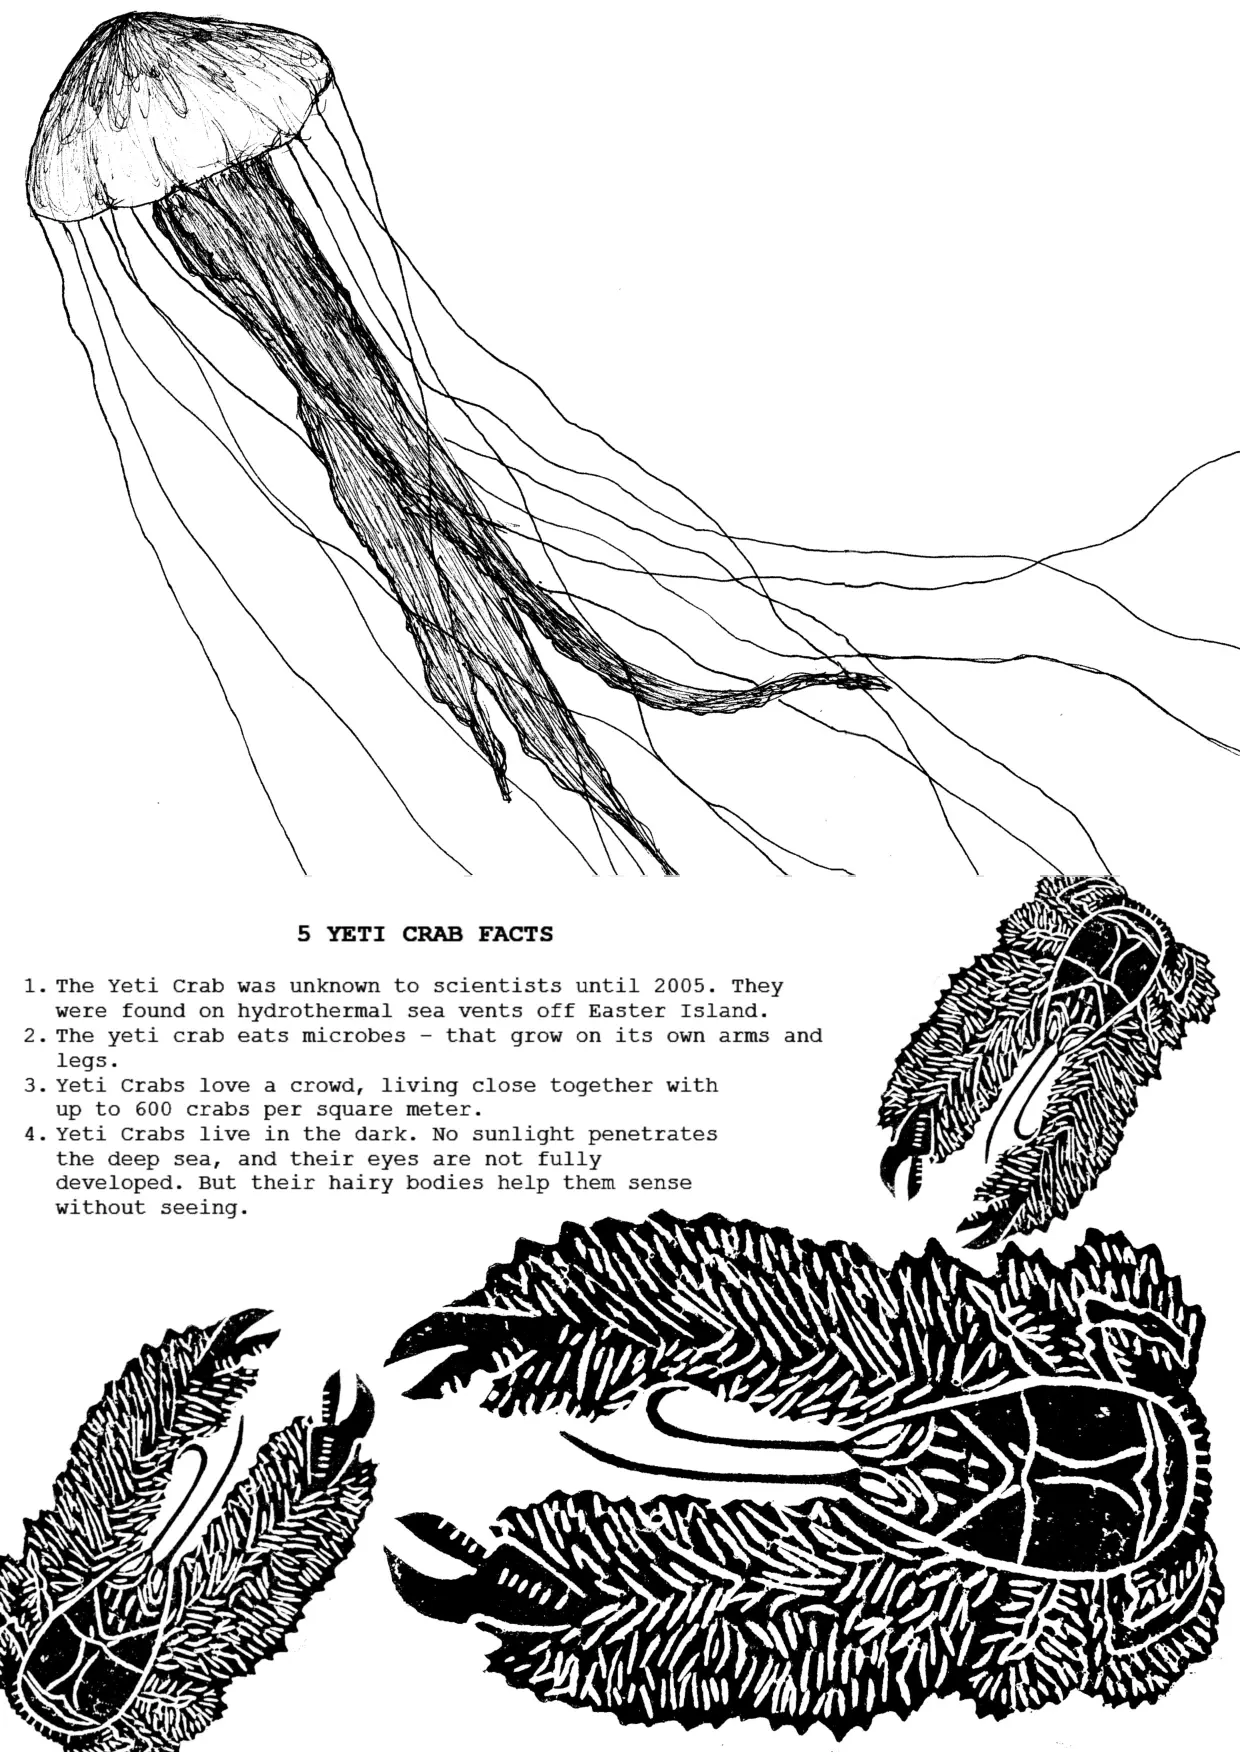 5 YETI CRAB FACTS
1. The Yeti Crab was unknown to scientists until 2005. They
were found on hydrothermal sea vents off Easter Island.
2. The yeti crab eats microbes – that grow on its own arms and
legs.
3. Yeti Crabs love a crowd, living close together with
up to 600 crabs per square meter.
4. Yeti Crabs live in the dark. No sunlight penetrates
the deep sea, and their eyes are not fully
developed. But their hairy bodies help them sense
without seeing.